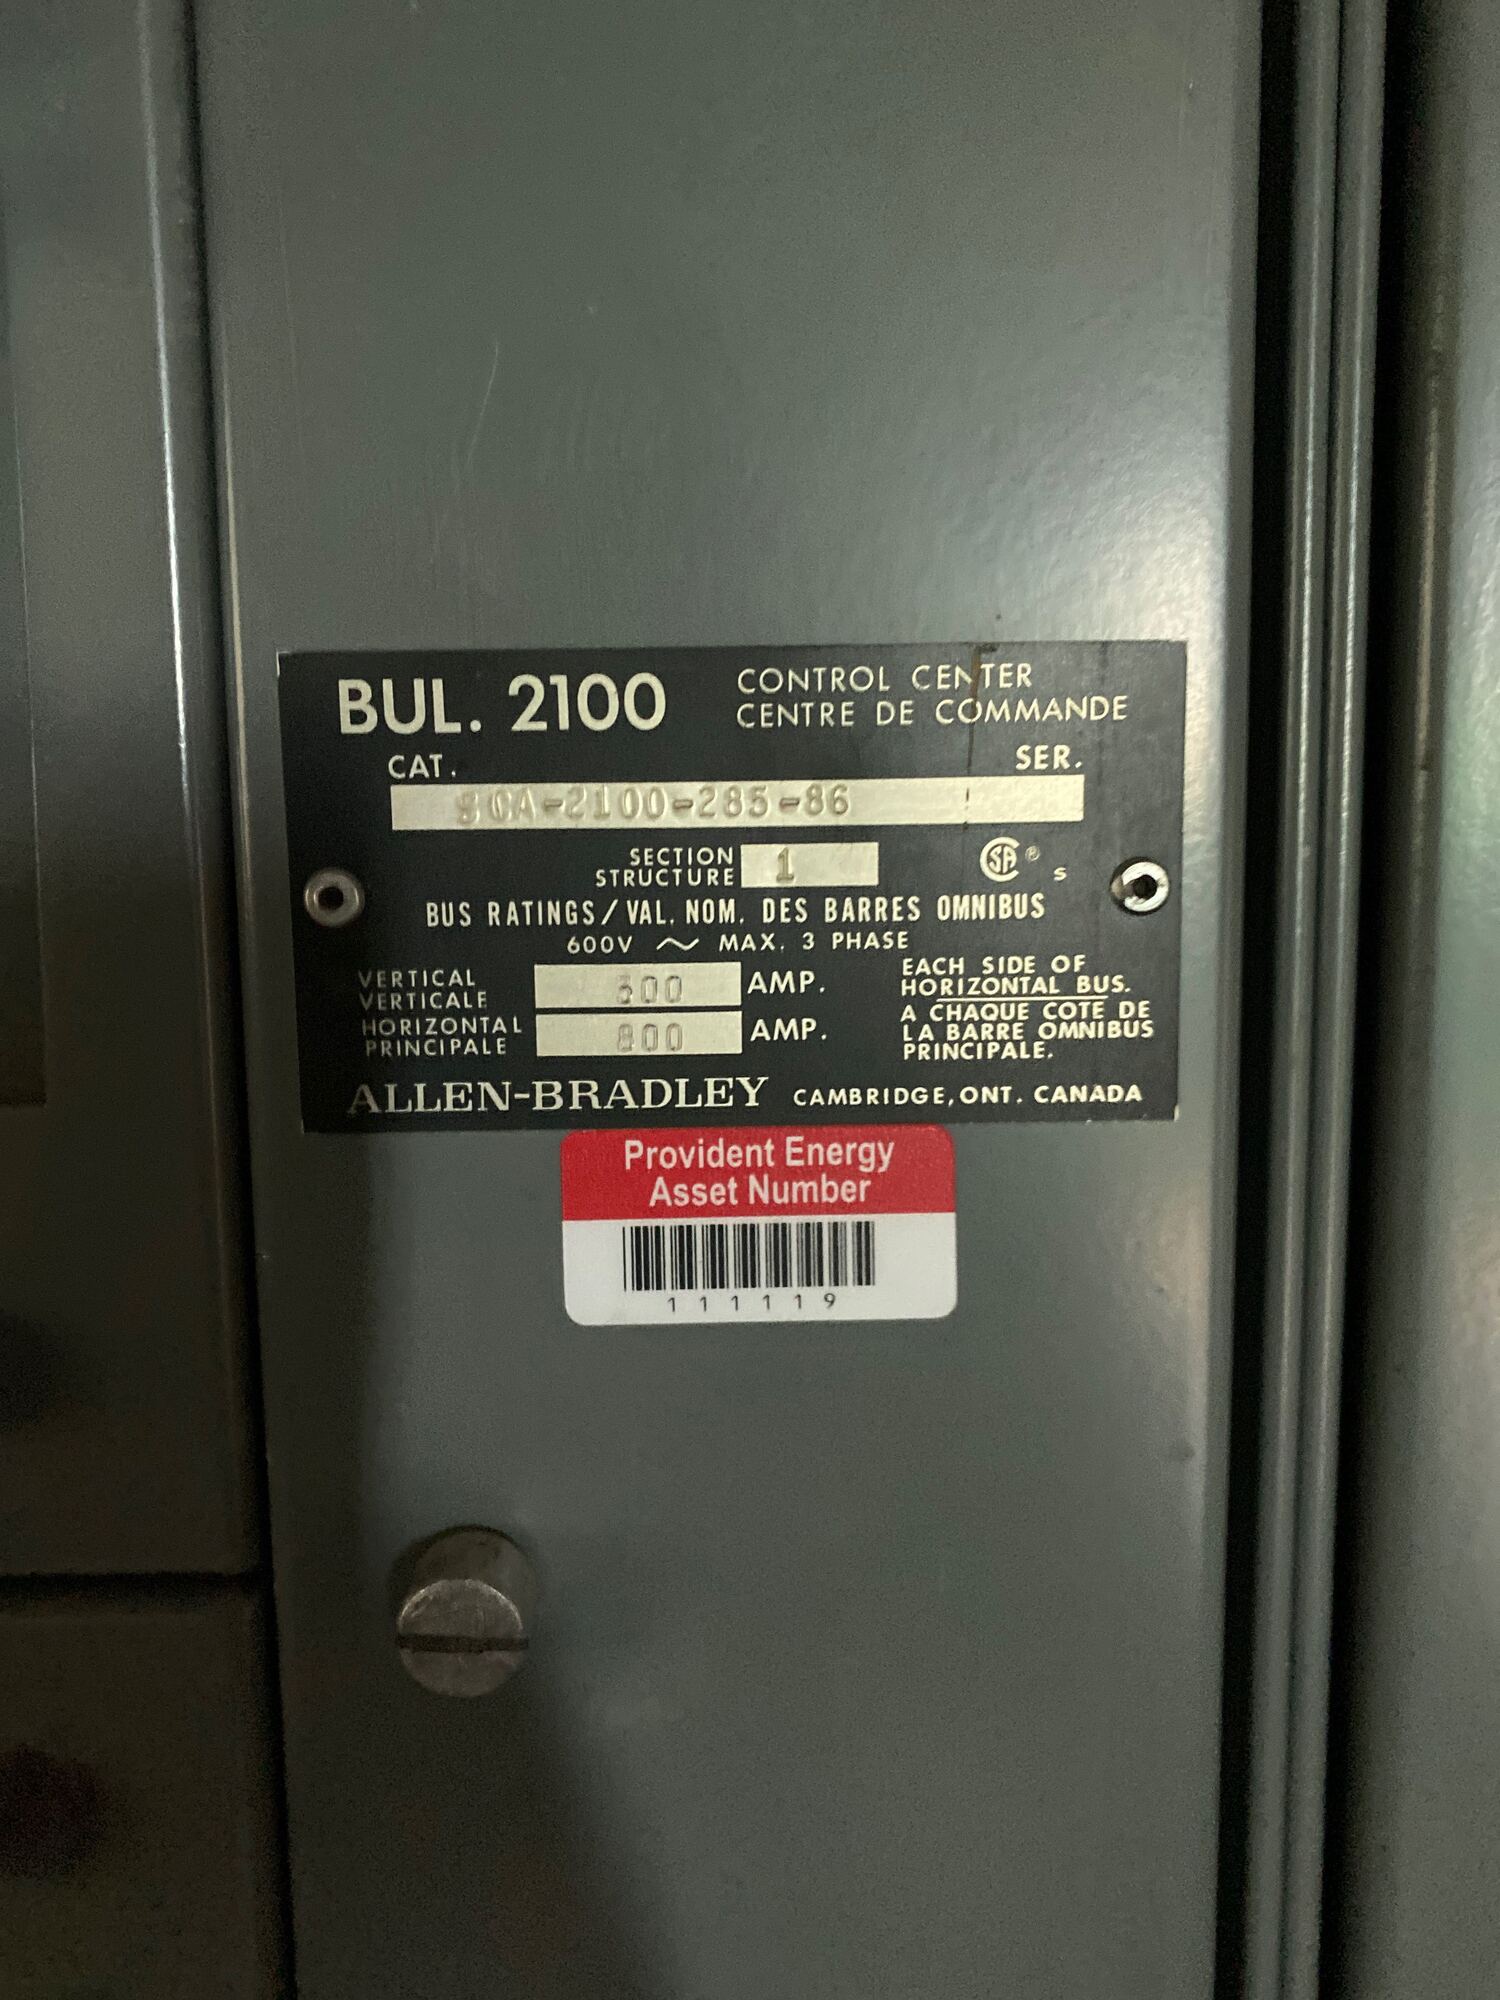 BUL. 2100
CONTROL CENTER
CENTRE DE COMMANDE
CAT.
SER.
SCA-2100-285-86
SECTION
STRUCTURE
1
SA ®
S
BUS RATINGS/VAL. NOM. DES BARRES OMNIBUS
600V ~ MAX. 3 PHASE
VERTICAL
VERTICALE
300
AMP.
EACH SIDE OF
HORIZONTAL BUS.
A CHAQUE COTE DE
LA BARRE OMNIBUS
PRINCIPALE.
HORIZONTAL
PRINCIPALE
800
AMP.
ALLEN-BRADLEY CAMBRIDGE, ONT. CANADA
Provident Energy
Asset Number
111119